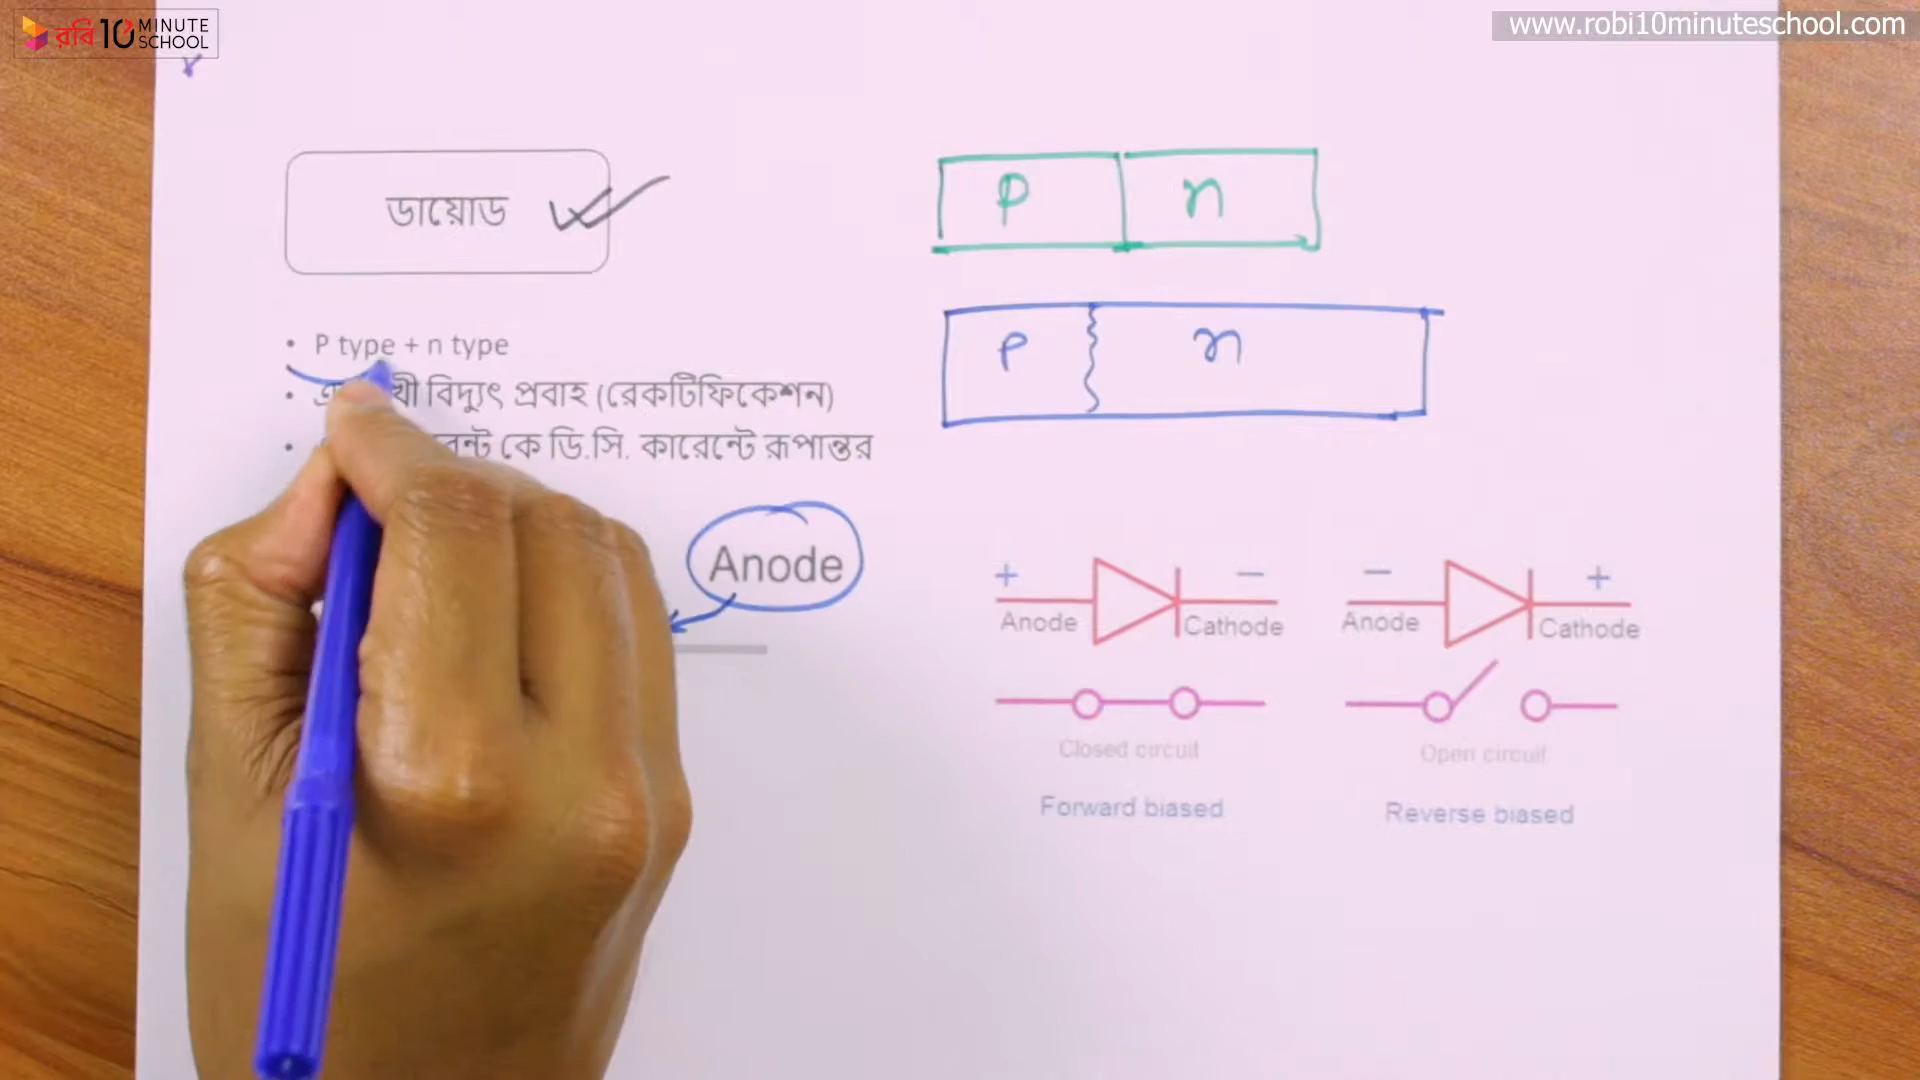 রবি 10 MINUTE SCHOOL
www.robi10minuteschool.com
ডায়োড
P n
• P type + n type
P n
• বিদ্যুৎ প্রবাহ (রেকটিফিকেশন)
• কে ডি.সি. কারেন্টে রূপান্তর
Anode
+ − − +
Anode Cathode Anode Cathode
Closed circuit Open circuit
Forward biased Reverse biased